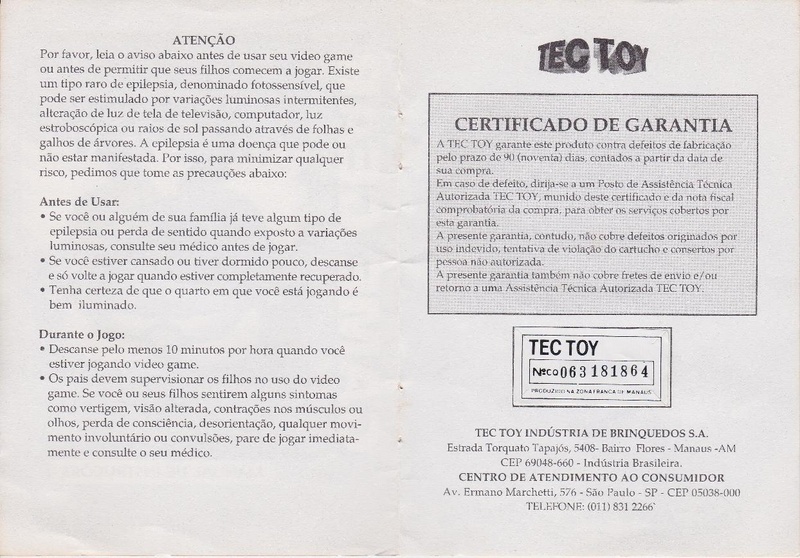 ATENÇÃO
Por favor, leia o aviso abaixo antes de usar seu video game
ou antes de permitir que seus filhos comecem a jogar. Existe
um tipo raro de epilepsia, denominado fotossensível, que
pode ser estimulado por variações luminosas intermitentes,
alteração de luz de tela de televisão, computador, luz
estroboscópica ou raios de sol passando através de folhas e
galhos de árvores. A epilepsia é uma doença que pode ou
não estar manifestada. Por isso, para minimizar qualquer
risco, pedimos que tome as precauções abaixo:
Antes de Usar:
• Se você ou alguém de sua família já teve algum tipo de
epilepsia ou perda de sentido quando exposto a variações
luminosas, consulte seu médico antes de jogar.
• Se você estiver cansado ou tiver dormido pouco, descanse
e só volte a jogar quando estiver completamente recuperado.
• Tenha certeza de que o quarto em que você está jogando é
bem iluminado.
Durante o Jogo:
• Descanse pelo menos 10 minutos por hora quando você
estiver jogando video game.
• Os pais devem supervisionar os filhos no uso do video
game. Se você ou seus filhos sentirem alguns sintomas
como vertigem, visão alterada, contrações nos músculos ou
olhos, perda de consciência, desorientação, qualquer movi-
mento involuntário ou convulsões, pare de jogar imediata-
mente e consulte o seu médico.
TEC TOY
CERTIFICADO DE GARANTIA
A TEC TOY garante este produto contra defeitos de fabricação
pelo prazo de 90 (noventa) dias, contados a partir da data de
sua compra.
Em caso de defeito, dirija-se a um Posto de Assistência Técnica
Autorizada TEC TOY, munido deste certificado e da nota fiscal
comprobatória da compra, para obter os serviços cobertos por
esta garantia.
A presente garantia, contudo, não cobre defeitos originados por
uso indevido, tentativa de violação do cartucho e consertos por
pessoa não autorizada.
A presente garantia também não cobre fretes de envio e/ou
retorno a uma Assistência Técnica Autorizada TEC TOY.
TEC TOY
Nº CO 063181864
PRODUZIDO NA ZONA FRANCA DE MANAUS
TEC TOY INDÚSTRIA DE BRINQUEDOS S.A.
Estrada Torquato Tapajós, 5408- Bairro Flores - Manaus -AM
CEP 69048-660 - Indústria Brasileira.
CENTRO DE ATENDIMENTO AO CONSUMIDOR
Av. Ermano Marchetti, 576 - São Paulo - SP - CEP 05038-000
TELEFONE: (011) 831 2266